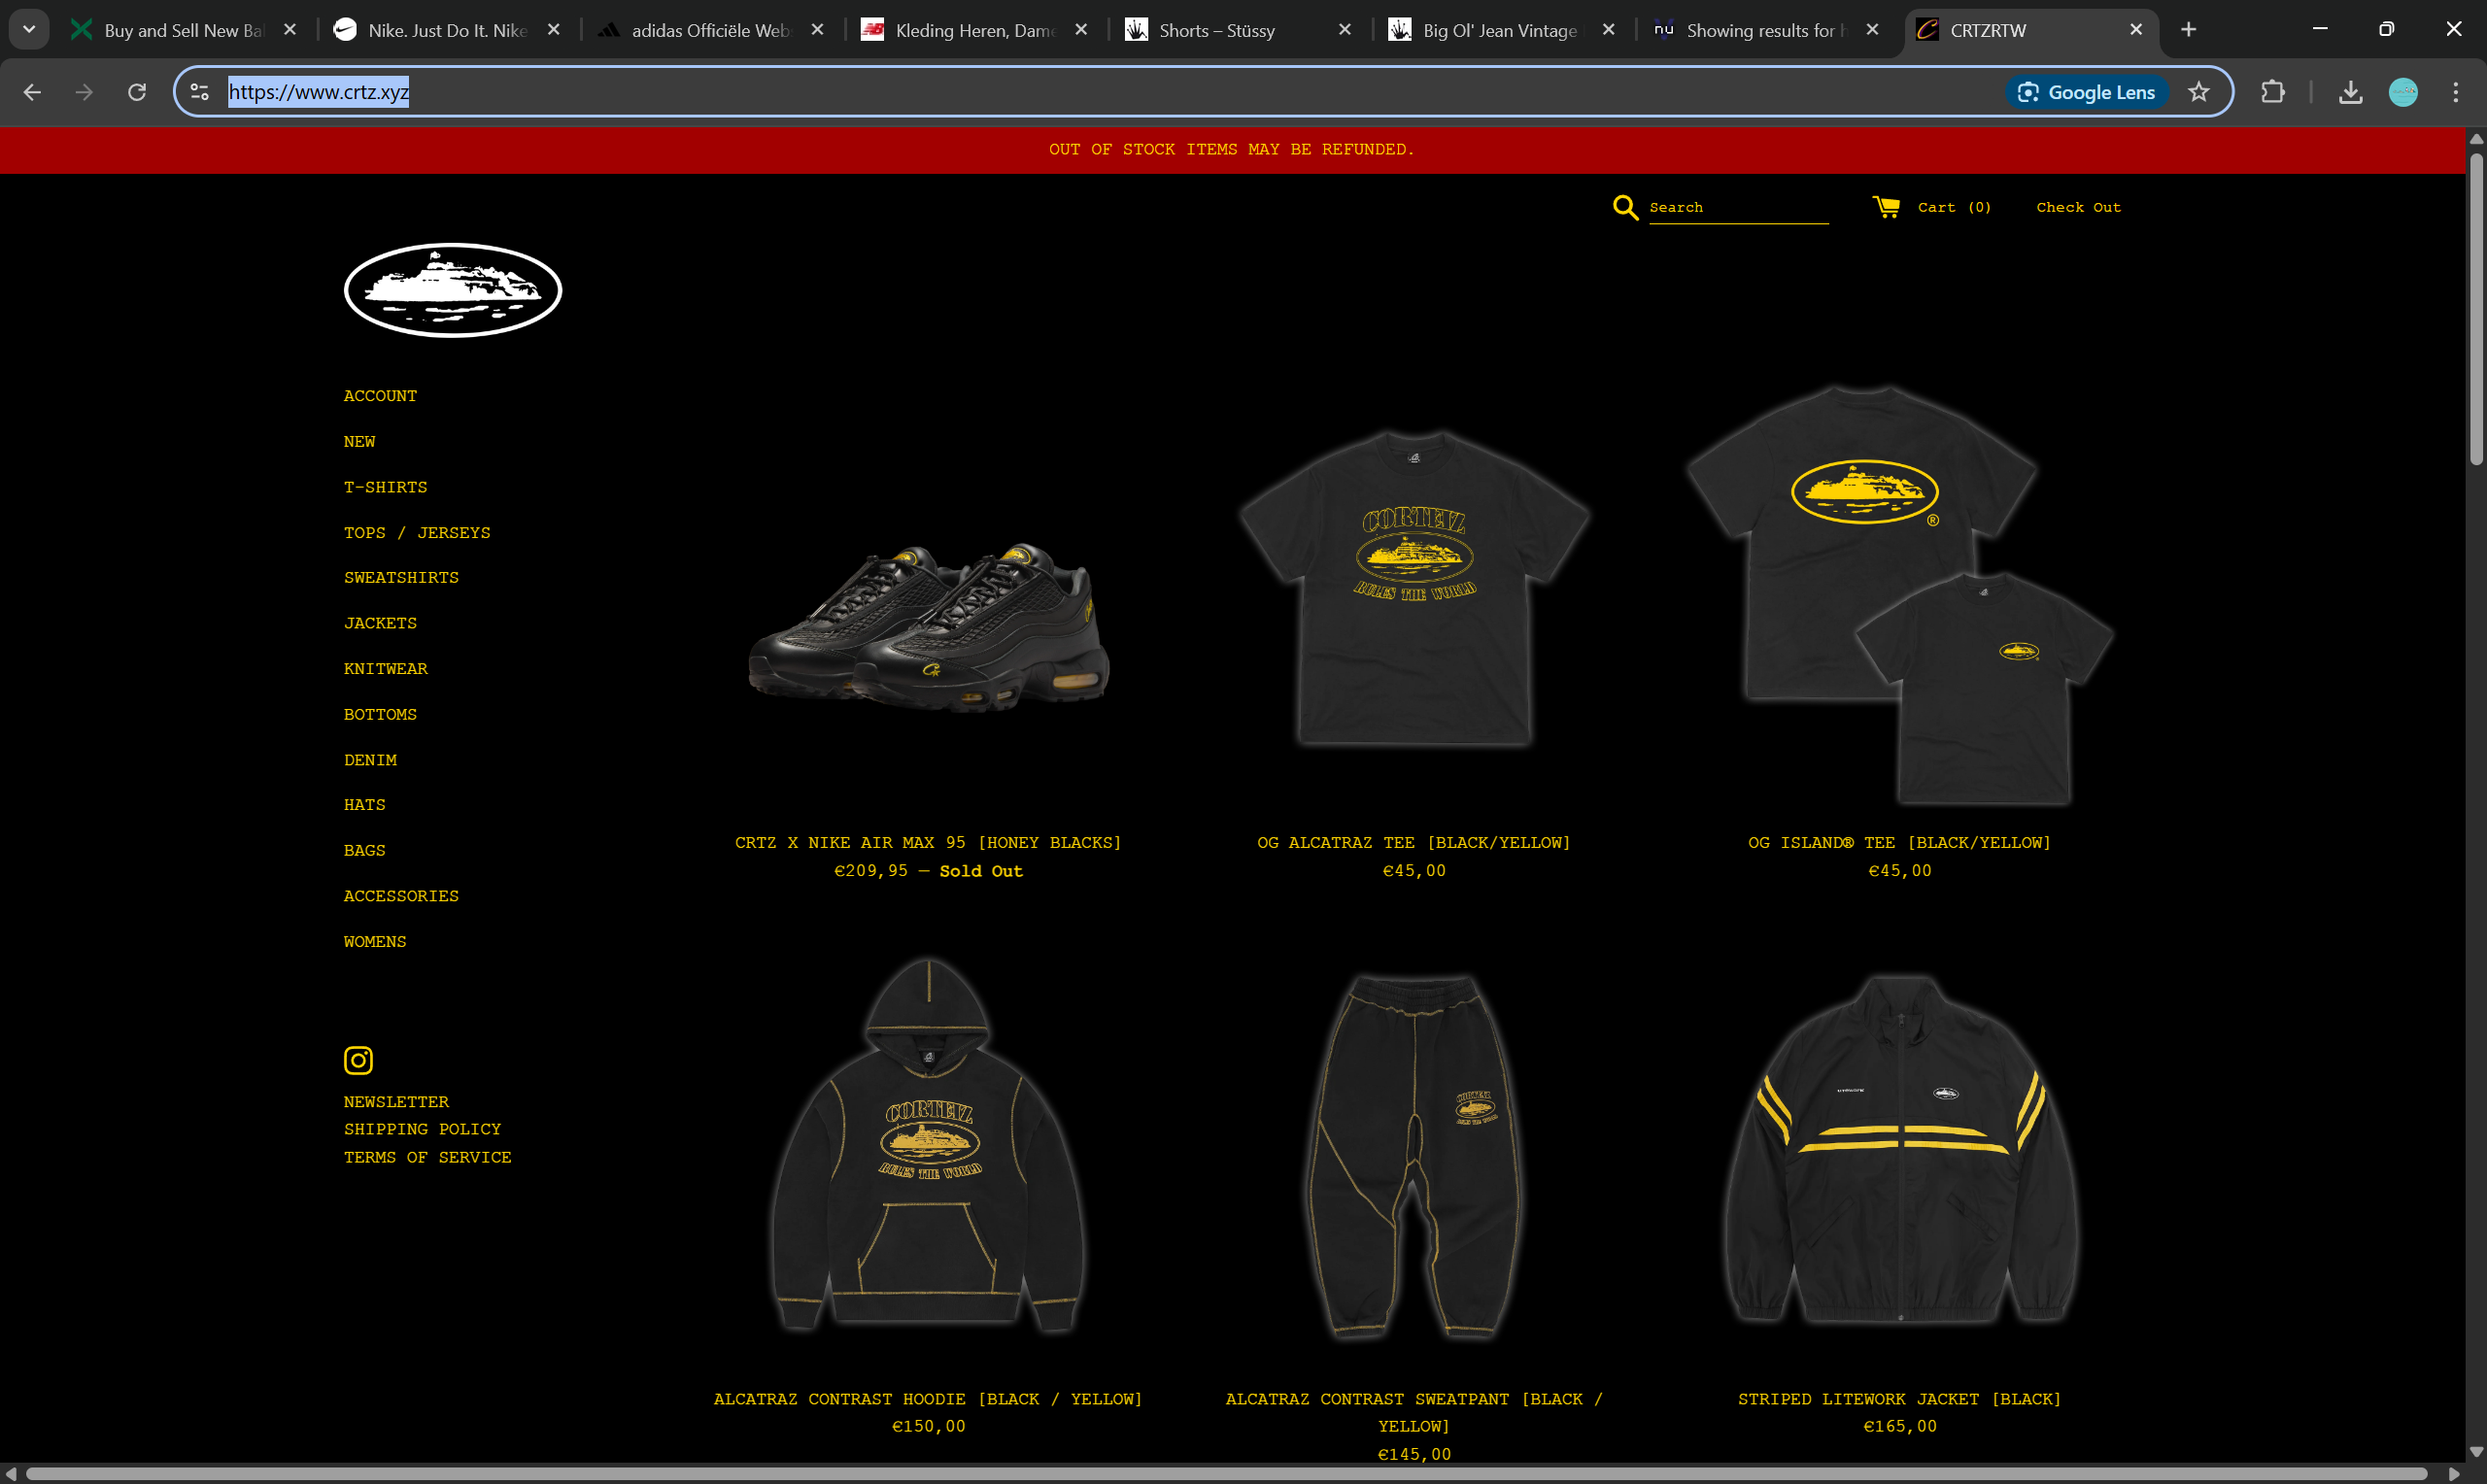 Buy and Sell New Ba
Nike. Just Do It. Nike
adidas Officiële Web
Kleding Heren, Dame
Shorts – Stüssy
Big Ol' Jean Vintage
Showing results for h
CRTZRTW
https://www.crtz.xyz
Google Lens
OUT OF STOCK ITEMS MAY BE REFUNDED.
Search
Cart (0)
Check Out
ACCOUNT
NEW
T-SHIRTS
TOPS / JERSEYS
SWEATSHIRTS
JACKETS
KNITWEAR
BOTTOMS
DENIM
HATS
BAGS
ACCESSORIES
WOMENS
NEWSLETTER
SHIPPING POLICY
TERMS OF SERVICE
CORTEIZ
RULES THE WORLD
®
CRTZ X NIKE AIR MAX 95 [HONEY BLACKS]
€209,95 — Sold Out
OG ALCATRAZ TEE [BLACK/YELLOW]
€45,00
OG ISLAND® TEE [BLACK/YELLOW]
€45,00
CORTEIZ
RULES THE WORLD
CORTEIZ
RULES THE WORLD
ALCATRAZ CONTRAST HOODIE [BLACK / YELLOW]
€150,00
ALCATRAZ CONTRAST SWEATPANT [BLACK /
YELLOW]
€145,00
STRIPED LITEWORK JACKET [BLACK]
€165,00